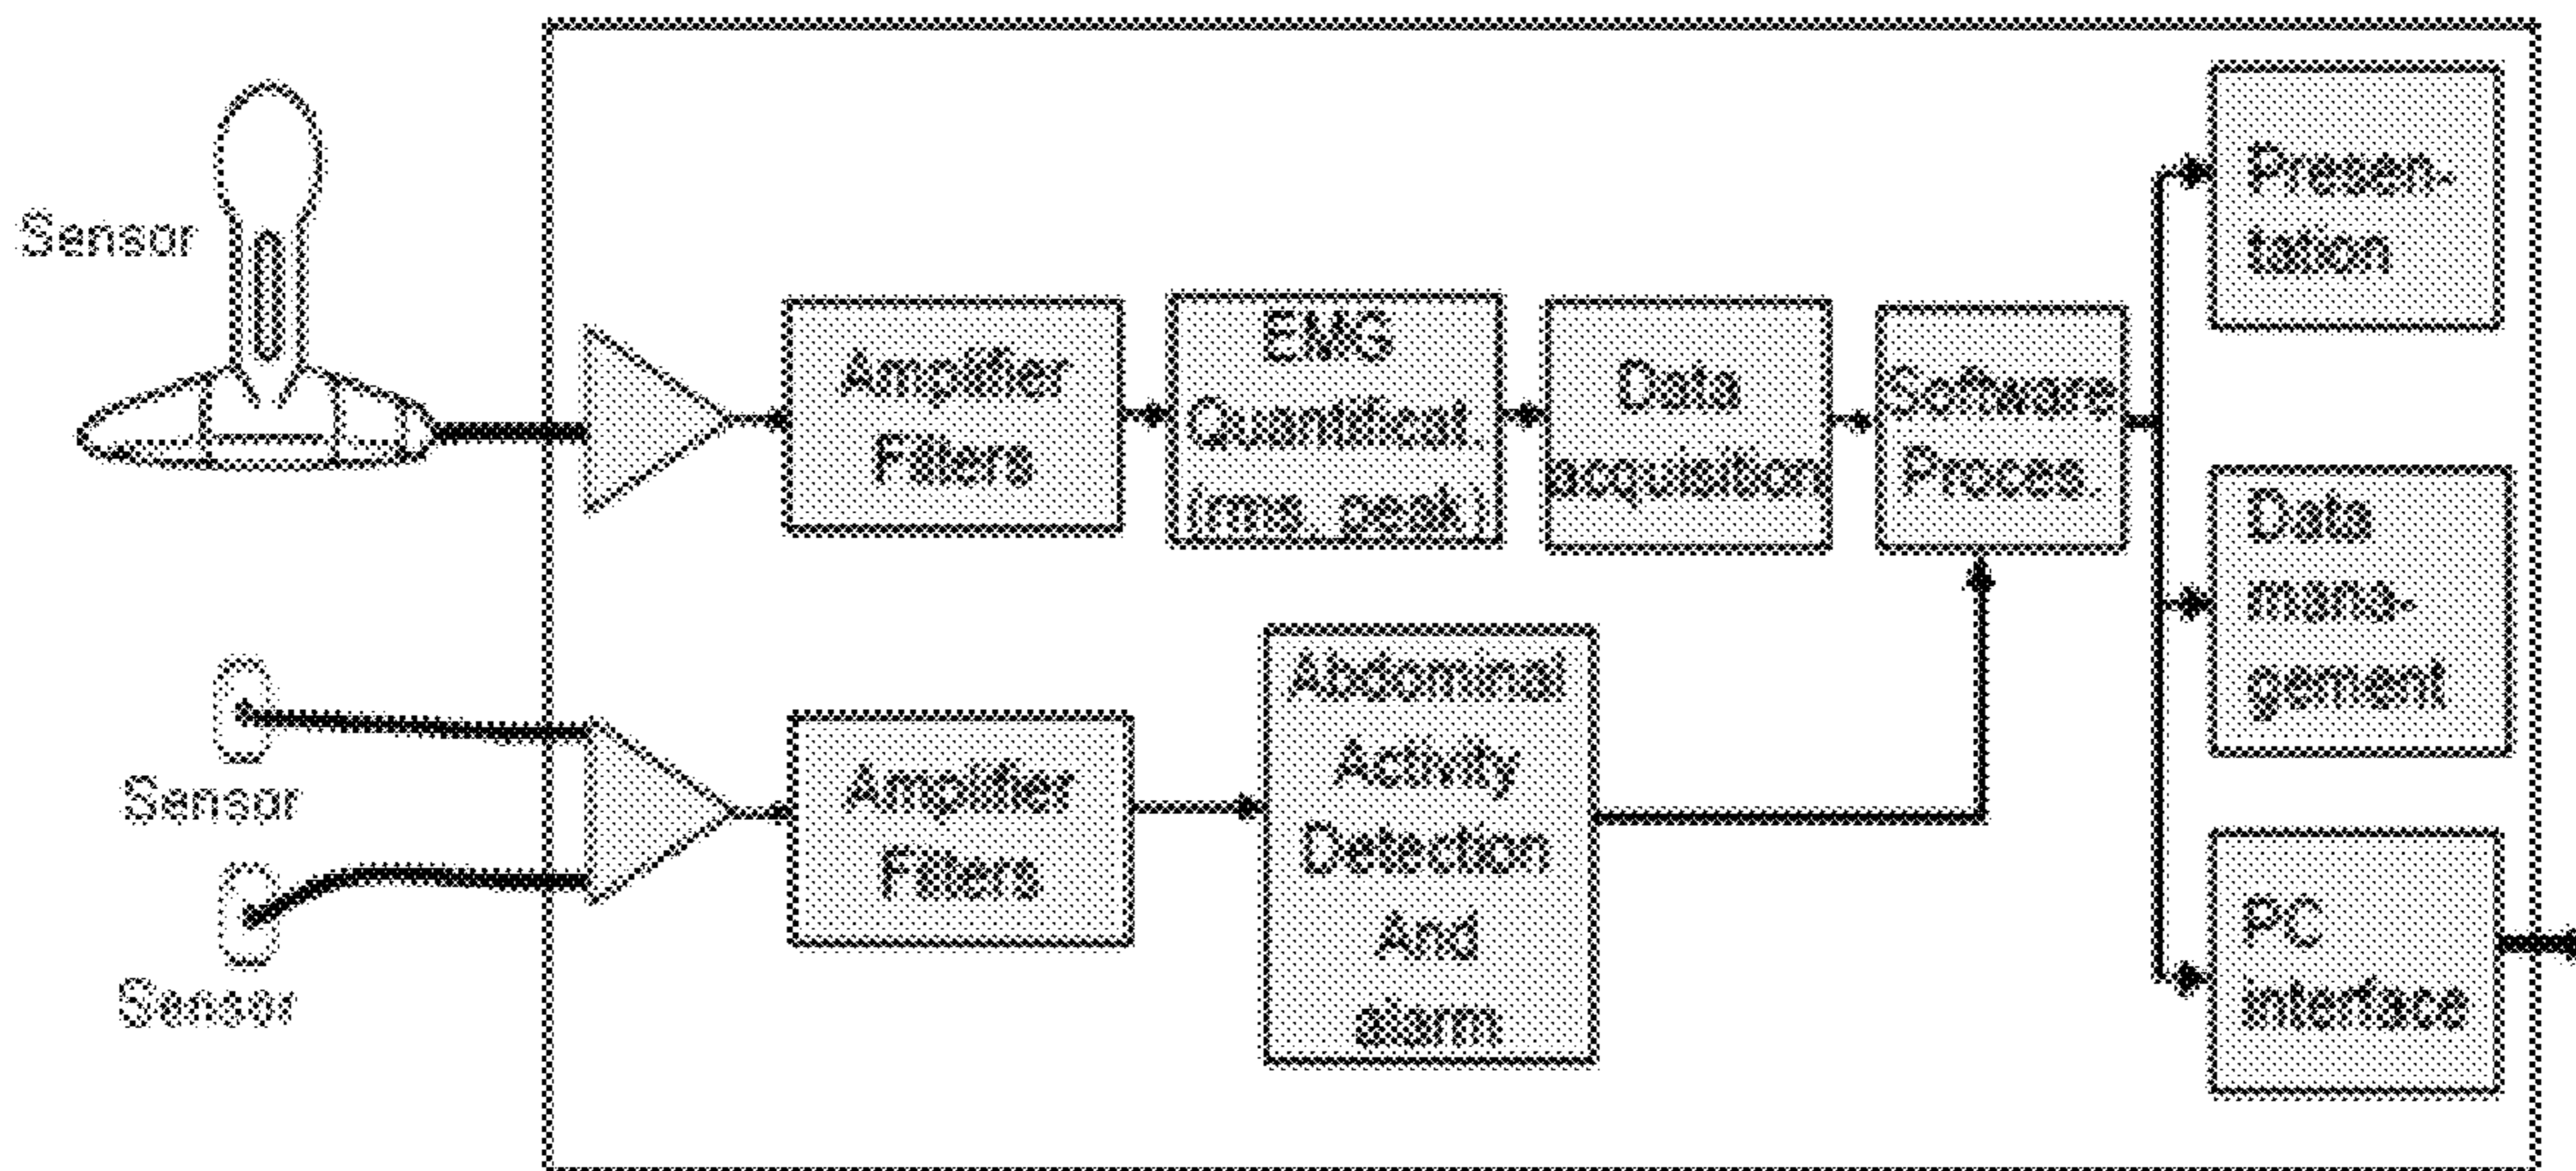 Sensor
Amplifier
Filters
EMG
Quantificat.
(rms, peak)
Data
acquisition
Software
Proces.
Presen-
tation
Data
mana-
gement
PC
interface
Sensor
Sensor
Amplifier
Filters
Abdominal
Activity
Detection
And
alarm